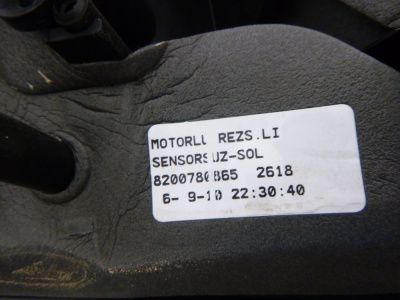 MOTORLU REZS.LI
SENSORSUZ-SOL
8200780865 2618
6- 9-10 22:30:40